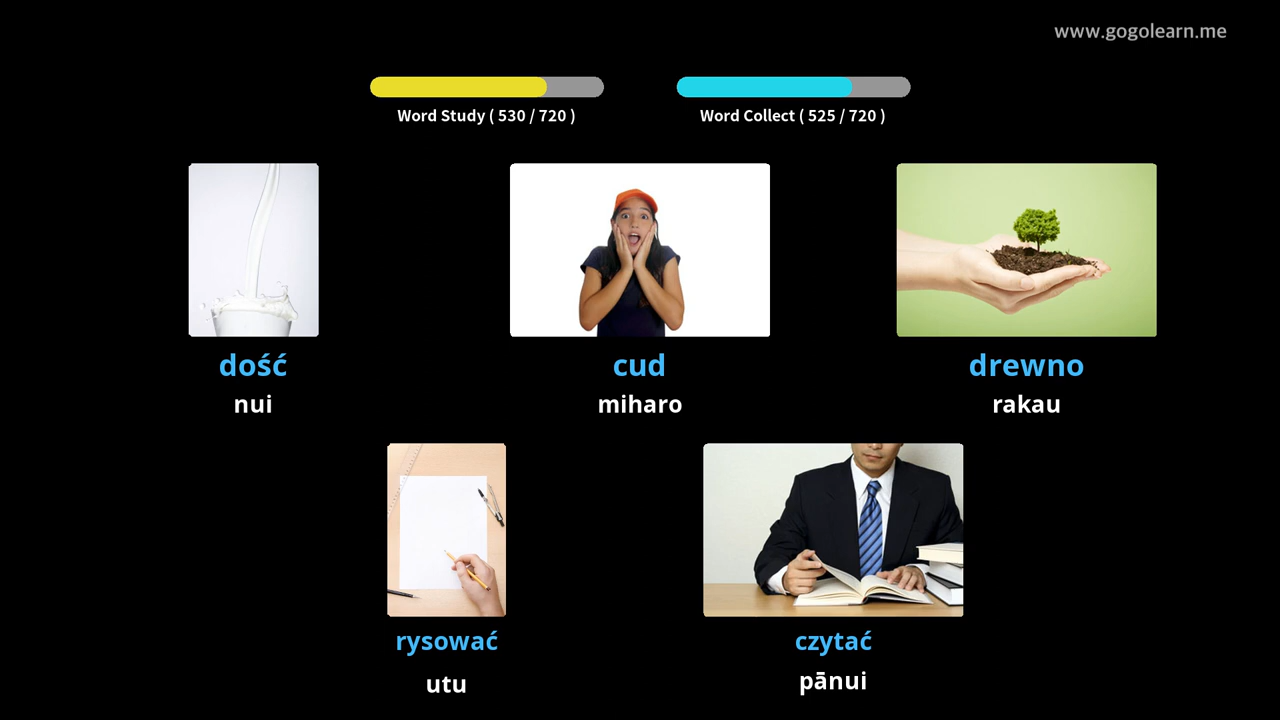 www.gogolearn.me
Word Study ( 530 / 720 )
Word Collect ( 525 / 720 )
dość
cud
drewno
nui
miharo
rakau
rysować
czytać
utu
pānui